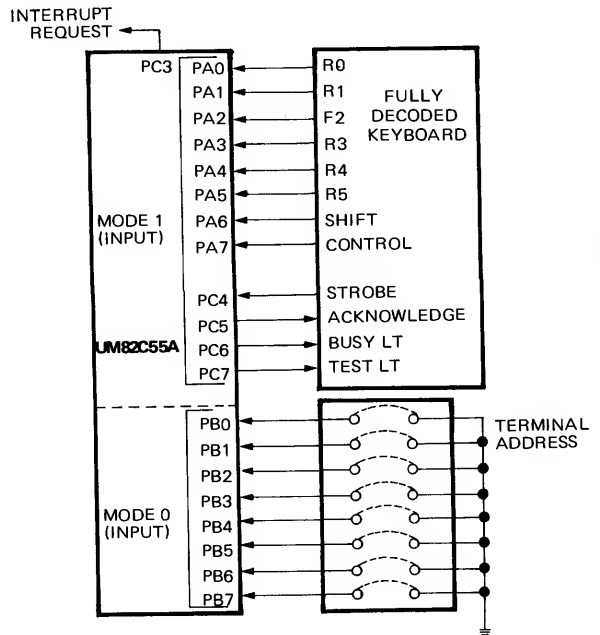 INTERRUPT
REQUEST
PC3
PA0
R0
PA1
R1
PA2
F2
PA3
R3
PA4
R4
PA5
R5
PA6
SHIFT
PA7
CONTROL
FULLY
DECODED
KEYBOARD
MODE 1
(INPUT)
PC4
STROBE
PC5
ACKNOWLEDGE
UM82C55A
PC6
BUSY LT
PC7
TEST LT
PB0
PB1
PB2
PB3
PB4
PB5
PB6
PB7
MODE 0
(INPUT)
TERMINAL
ADDRESS